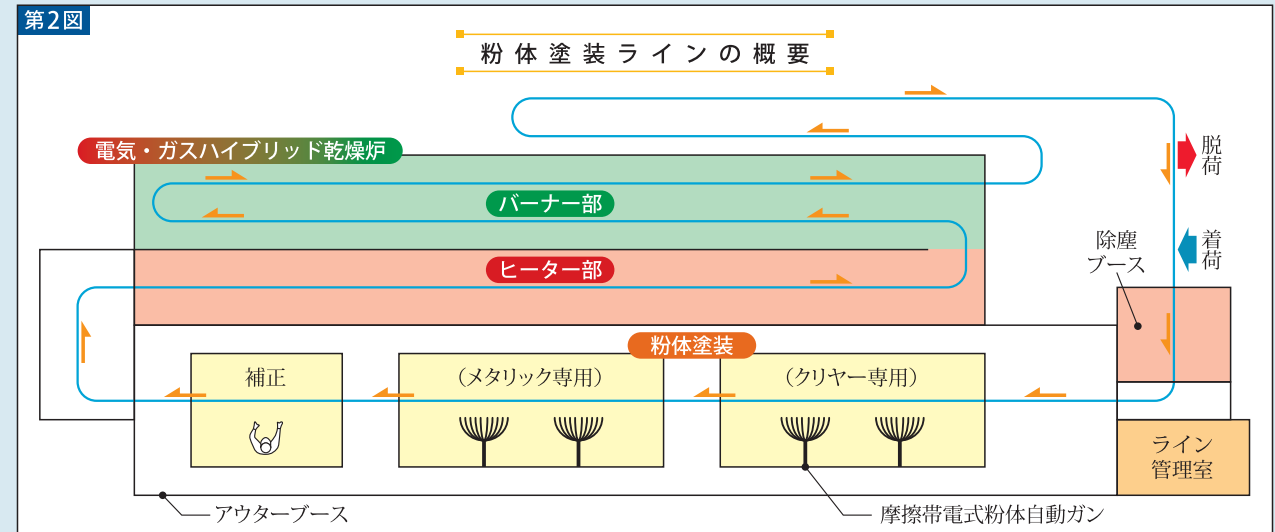 第2図
粉体塗装ラインの概要
電気・ガスハイブリッド乾燥炉
脱荷
バーナー部
着荷
除塵
ブース
ヒーター部
粉体塗装
補正
(メタリック専用)
(クリヤー専用)
ライン
管理室
アウターブース
摩擦帯電式粉体自動ガン